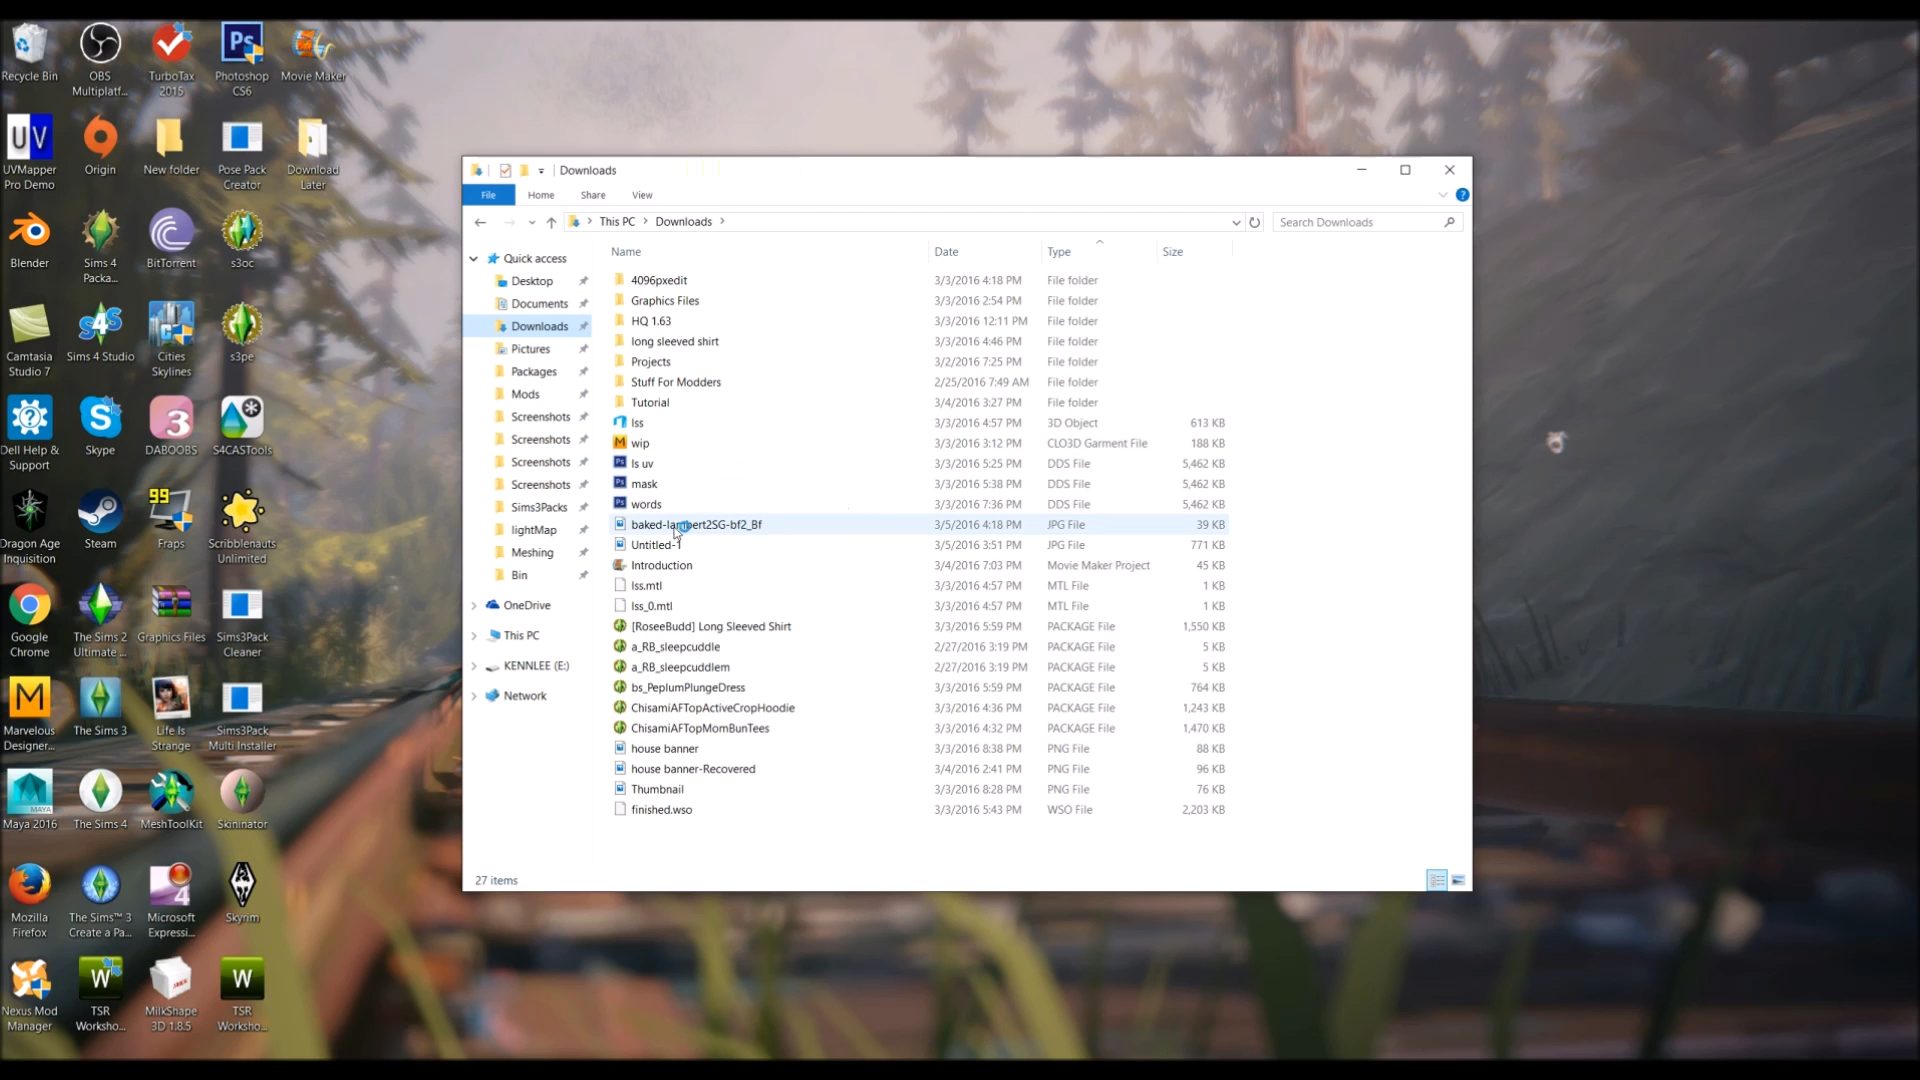 Recycle Bin
OBS
Multiplatf...
TurboTax
2015
Photoshop
CS6
Movie Maker
UVMapper
Pro Demo
Origin
New folder
Pose Pack
Creator
Download
Later
Blender
Sims 4
Packa...
BitTorrent
s3oc
Camtasia
Studio 7
Sims 4 Studio
Cities
Skylines
s3pe
Dell Help &
Support
Skype
DABOOBS
S4CASTools
Dragon Age
Inquisition
Steam
99
Fraps
Scribblenauts
Unlimited
Google
Chrome
The Sims 2
Ultimate ...
Graphics Files
Sims3Pack
Cleaner
Marvelous
Designer...
The Sims 3
Life Is
Strange
Sims3Pack
Multi Installer
Maya 2016
The Sims 4
MeshToolKit
Skininator
Mozilla
Firefox
The Sims™ 3
Create a Pa...
Microsoft
Expressi...
Skyrim
Nexus Mod
Manager
TSR
Worksho...
MilkShape
3D 1.8.5
TSR
Worksho...
Downloads
File Home Share View
This PC Downloads
Search Downloads
Name Date Type Size
Quick access
Desktop
Documents
Downloads
Pictures
Packages
Mods
Screenshots
Screenshots
Screenshots
Screenshots
Sims3Packs
lightMap
Meshing
Bin
OneDrive
This PC
KENNLEE (E:)
Network
4096pxedit 3/3/2016 4:18 PM File folder
Graphics Files 3/3/2016 2:54 PM File folder
HQ 1.63 3/3/2016 12:11 PM File folder
long sleeved shirt 3/3/2016 4:46 PM File folder
Projects 3/2/2016 7:25 PM File folder
Stuff For Modders 2/25/2016 7:49 AM File folder
Tutorial 3/4/2016 3:27 PM File folder
lss 3/3/2016 4:57 PM 3D Object 613 KB
wip 3/3/2016 3:12 PM CLO3D Garment File 188 KB
ls uv 3/3/2016 5:25 PM DDS File 5,462 KB
mask 3/3/2016 5:38 PM DDS File 5,462 KB
words 3/3/2016 7:36 PM DDS File 5,462 KB
baked-lambert2SG-bf2_Bf 3/5/2016 4:18 PM JPG File 39 KB
Untitled-1 3/5/2016 3:51 PM JPG File 771 KB
Introduction 3/4/2016 7:03 PM Movie Maker Project 45 KB
lss.mtl 3/3/2016 4:57 PM MTL File 1 KB
lss_0.mtl 3/3/2016 4:57 PM MTL File 1 KB
[RoseeBudd] Long Sleeved Shirt 3/3/2016 5:59 PM PACKAGE File 1,550 KB
a_RB_sleepcuddle 2/27/2016 3:19 PM PACKAGE File 5 KB
a_RB_sleepcuddlem 2/27/2016 3:19 PM PACKAGE File 5 KB
bs_PeplumPlungeDress 3/3/2016 5:59 PM PACKAGE File 764 KB
ChisamiAFTopActiveCropHoodie 3/3/2016 4:36 PM PACKAGE File 1,243 KB
ChisamiAFTopMomBunTees 3/3/2016 4:32 PM PACKAGE File 1,470 KB
house banner 3/3/2016 8:38 PM PNG File 88 KB
house banner-Recovered 3/4/2016 2:41 PM PNG File 96 KB
Thumbnail 3/3/2016 8:28 PM PNG File 76 KB
finished.wso 3/3/2016 5:43 PM WSO File 2,203 KB
27 items